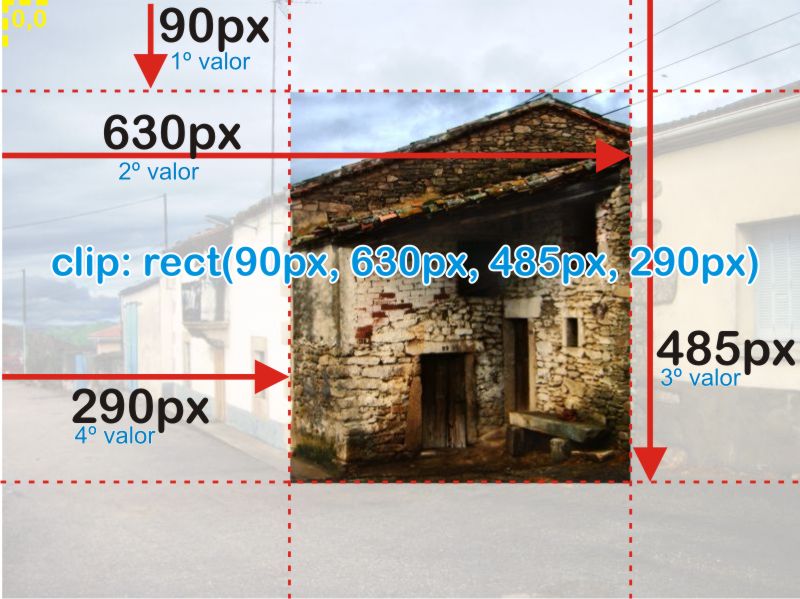 0,0
90px
1º valor
630px
2º valor
clip: rect(90px, 630px, 485px, 290px)
485px
3º valor
290px
4º valor